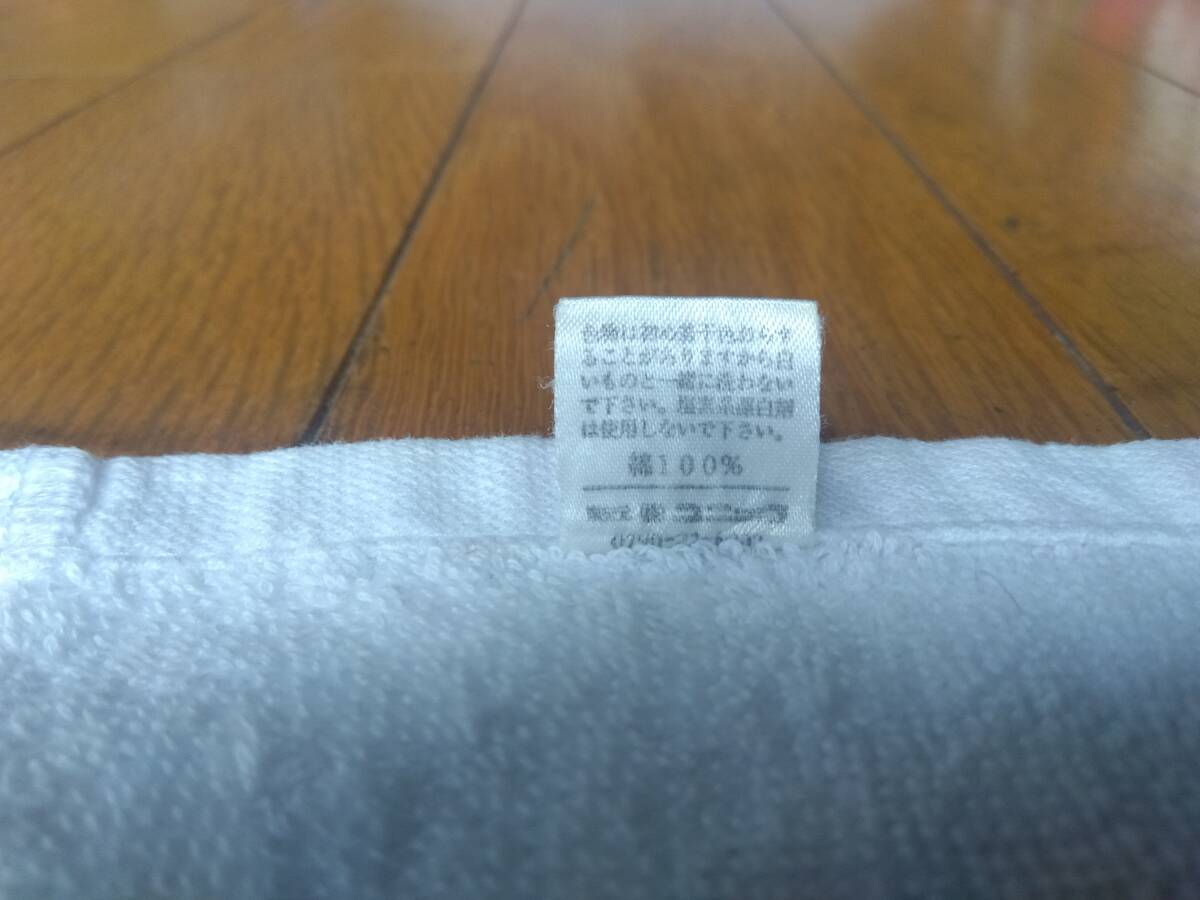 色物は初め若干色おちす
ることがありますから白
いものと一緒に洗わない
で下さい。塩素系漂白剤
は使用しないで下さい。
綿100%